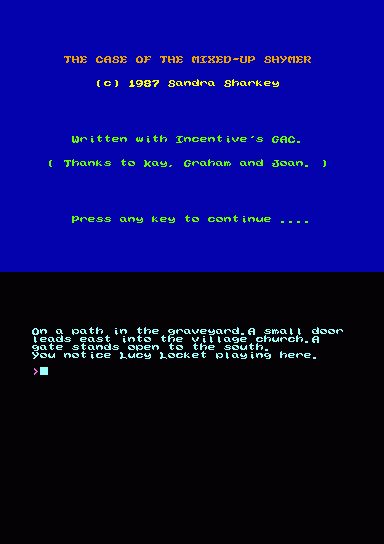 THE CASE OF THE MIXED-UP SHYMER
(c) 1987 Sandra Sharkey
Written with Incentive's GAC.
( Thanks to Kay, Graham and Joan. )
Press any key to continue ....
On a path in the graveyard.A small door
leads east into the village church.A
gate stands open to the south.
You notice Lucy Locket playing here.
>